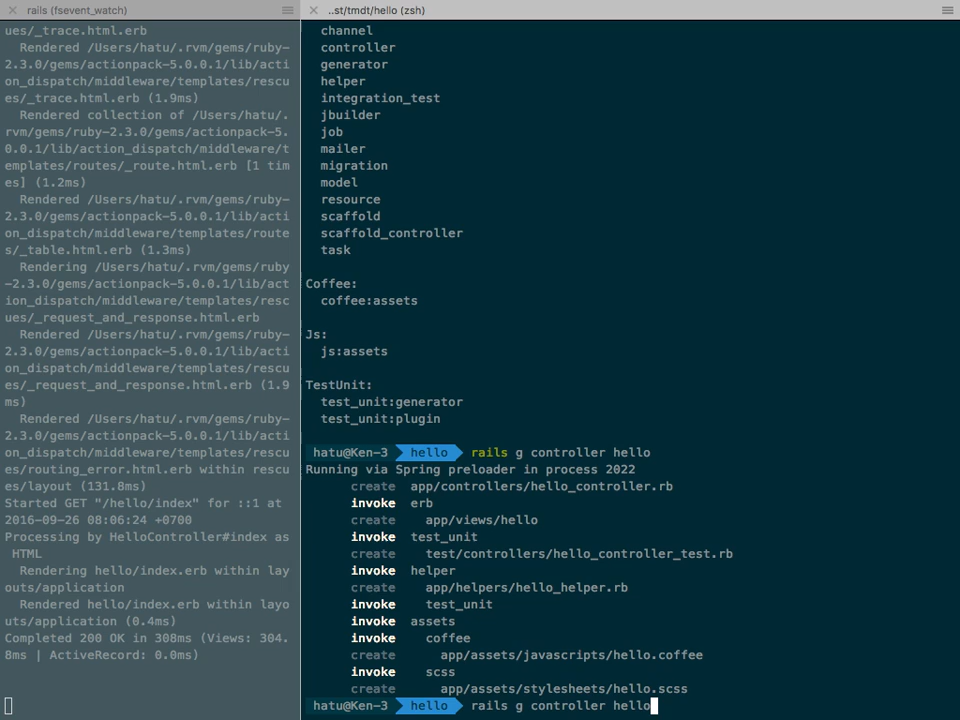 rails (fsevent_watch)
ues/_trace.html.erb
Rendered /Users/hatu/.rvm/gems/ruby-
2.3.0/gems/actionpack-5.0.0.1/lib/acti
on_dispatch/middleware/templates/rescu
es/_trace.html.erb (1.9ms)
Rendered collection of /Users/hatu/.
rvm/gems/ruby-2.3.0/gems/actionpack-5.
0.0.1/lib/action_dispatch/middleware/t
emplates/routes/_route.html.erb [1 tim
es] (1.2ms)
Rendered /Users/hatu/.rvm/gems/ruby-
2.3.0/gems/actionpack-5.0.0.1/lib/acti
on_dispatch/middleware/templates/route
s/_table.html.erb (1.3ms)
Rendering /Users/hatu/.rvm/gems/ruby
-2.3.0/gems/actionpack-5.0.0.1/lib/act
ion_dispatch/middleware/templates/resc
ues/_request_and_response.html.erb
Rendered /Users/hatu/.rvm/gems/ruby-
2.3.0/gems/actionpack-5.0.0.1/lib/acti
on_dispatch/middleware/templates/rescu
es/_request_and_response.html.erb (1.9
ms)
Rendered /Users/hatu/.rvm/gems/ruby-
2.3.0/gems/actionpack-5.0.0.1/lib/acti
on_dispatch/middleware/templates/rescu
es/routing_error.html.erb within rescu
es/layout (131.8ms)
Started GET "/hello/index" for ::1 at
2016-09-26 08:06:24 +0700
Processing by HelloController#index as
HTML
Rendering hello/index.erb within lay
outs/application
Rendered hello/index.erb within layo
uts/application (0.4ms)
Completed 200 OK in 308ms (Views: 304.
8ms | ActiveRecord: 0.0ms)
..st/tmdt/hello (zsh)
channel
controller
generator
helper
integration_test
jbuilder
job
mailer
migration
model
resource
scaffold
scaffold_controller
task
Coffee:
coffee:assets
Js:
js:assets
TestUnit:
test_unit:generator
test_unit:plugin
hatu@Ken-3 hello rails g controller hello
Running via Spring preloader in process 2022
create app/controllers/hello_controller.rb
invoke erb
create app/views/hello
invoke test_unit
create test/controllers/hello_controller_test.rb
invoke helper
create app/helpers/hello_helper.rb
invoke test_unit
invoke assets
invoke coffee
create app/assets/javascripts/hello.coffee
invoke scss
create app/assets/stylesheets/hello.scss
hatu@Ken-3 hello rails g controller hello